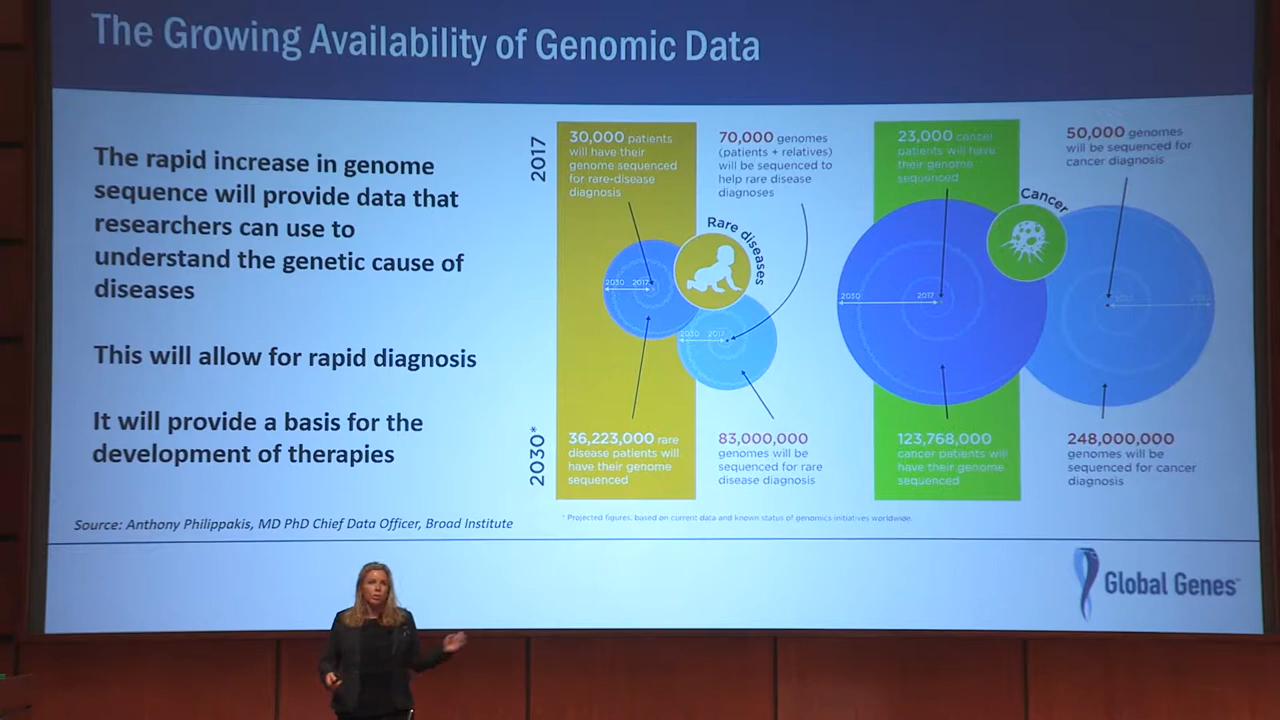 The Growing Availability of Genomic Data
The rapid increase in genome
sequence will provide data that
researchers can use to
understand the genetic cause of
diseases
This will allow for rapid diagnosis
It will provide a basis for the
development of therapies
Source: Anthony Philippakis, MD PhD Chief Data Officer, Broad Institute
2017
30,000 patients
will have their
genome sequenced
for rare-disease
diagnosis
70,000 genomes
(patients + relatives)
will be sequenced to
help rare disease
diagnoses
Rare diseases
2030 2017
2030 2017
2030*
36,223,000 rare
disease patients will
have their genome
sequenced
83,000,000
genomes will be
sequenced for rare
disease diagnosis
23,000 cancer
patients will have
their genome
sequenced
50,000 genomes
will be sequenced for
cancer diagnosis
Cancer
2030 2017
123,768,000
cancer patients will
have their genome
sequenced
248,000,000
genomes will be
sequenced for cancer
diagnosis
* Projected figures, based on current data and known status of genomics initiatives worldwide.
Global Genes™